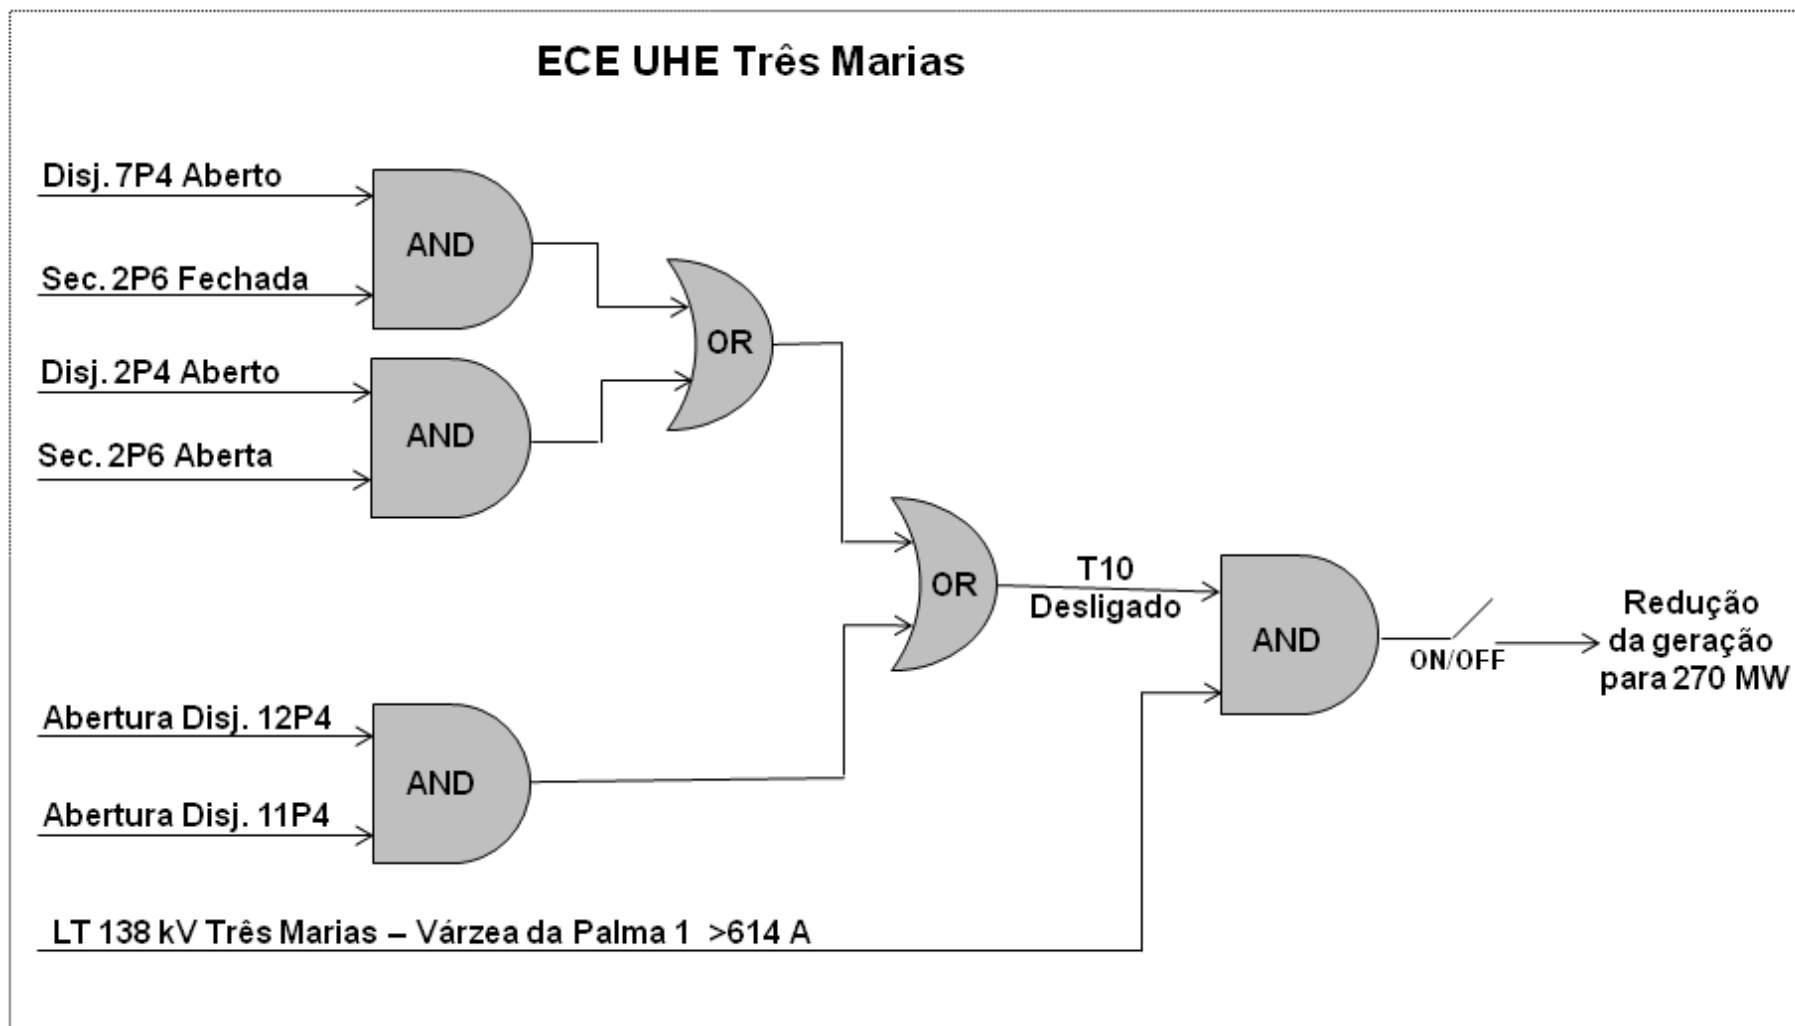 ECE UHE Três Marias
Disj. 7P4 Aberto
AND
Sec. 2P6 Fechada
OR
Disj. 2P4 Aberto
AND
Sec. 2P6 Aberta
T10
Desligado
OR
AND
ON/OFF
Redução
da geração
para 270 MW
Abertura Disj. 12P4
AND
Abertura Disj. 11P4
LT 138 kV Três Marias – Várzea da Palma 1 >614 A